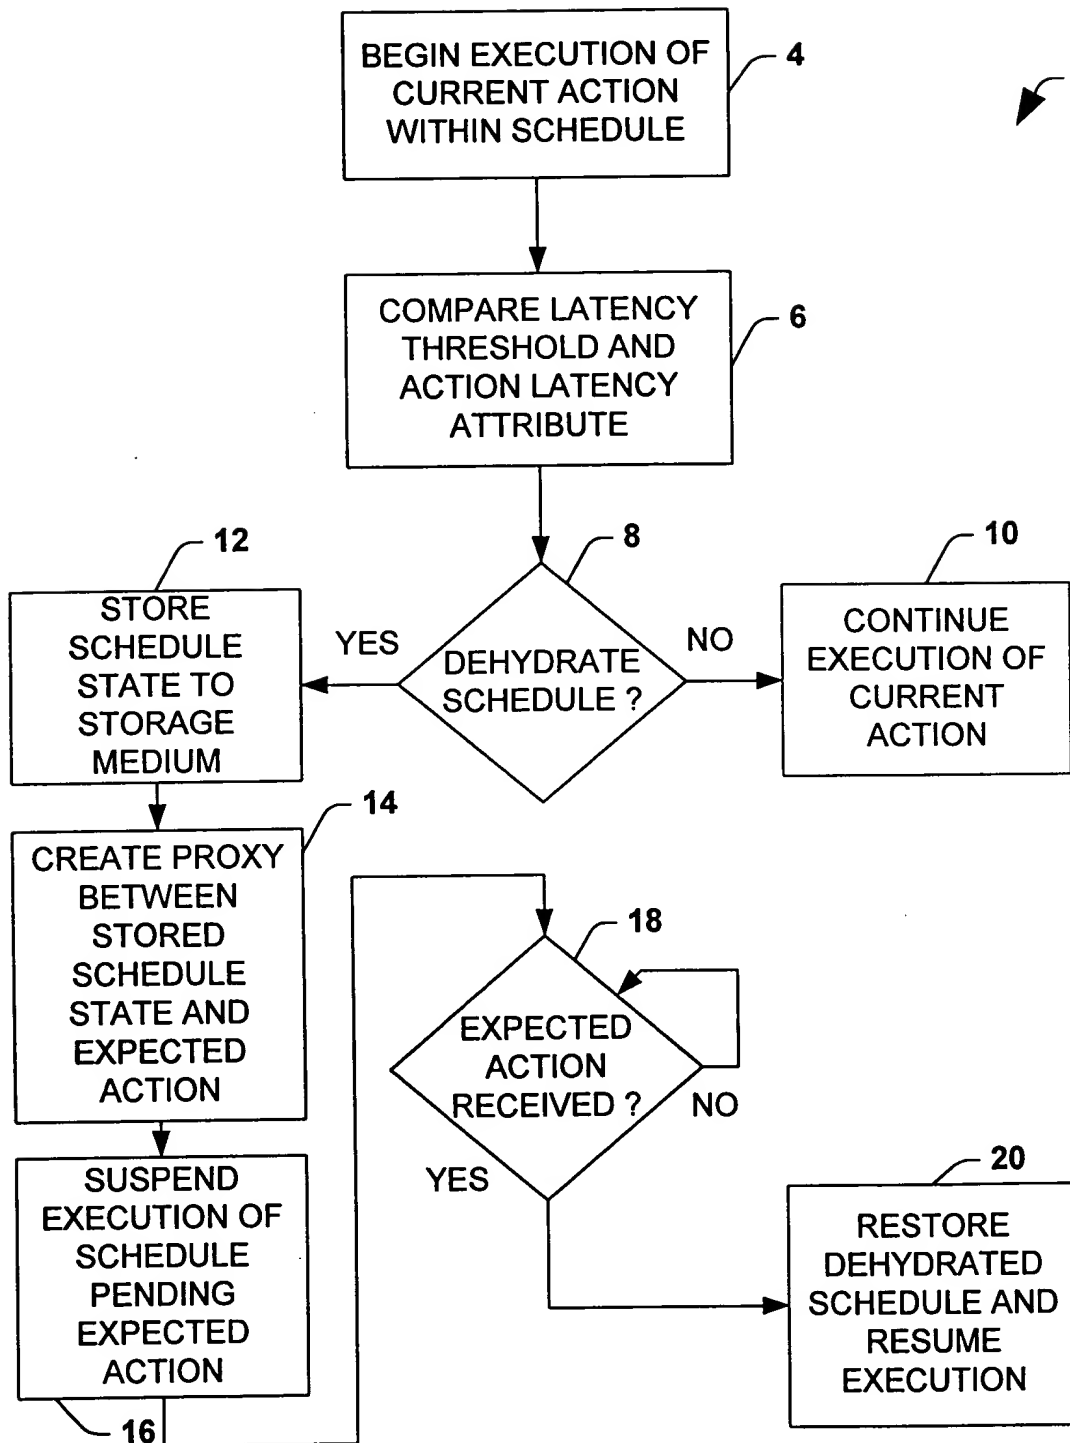 BEGIN EXECUTION OF
CURRENT ACTION
WITHIN SCHEDULE
4
COMPARE LATENCY
THRESHOLD AND
ACTION LATENCY
ATTRIBUTE
6
8
DEHYDRATE
SCHEDULE ?
YES
NO
10
CONTINUE
EXECUTION OF
CURRENT
ACTION
12
STORE
SCHEDULE
STATE TO
STORAGE
MEDIUM
14
CREATE PROXY
BETWEEN
STORED
SCHEDULE
STATE AND
EXPECTED
ACTION
SUSPEND
EXECUTION OF
SCHEDULE
PENDING
EXPECTED
ACTION
16
18
EXPECTED
ACTION
RECEIVED ?
NO
YES
20
RESTORE
DEHYDRATED
SCHEDULE AND
RESUME
EXECUTION